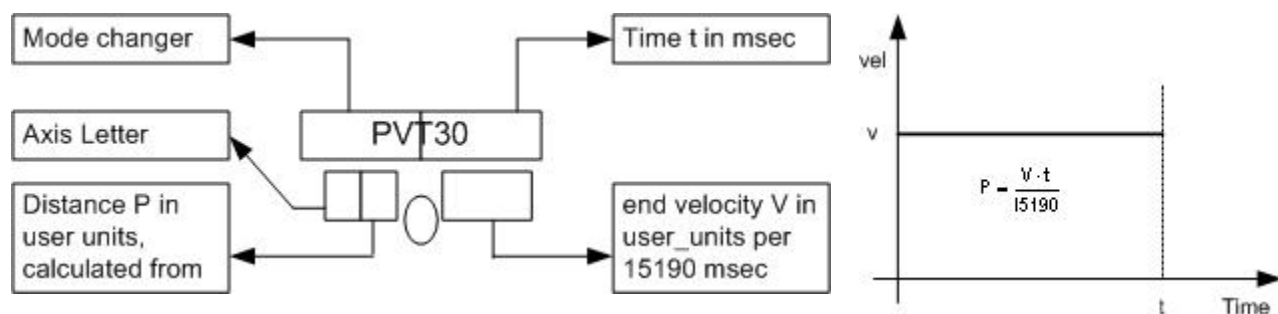 Mode changer
Time t in msec
Axis Letter
PVT30
Distance P in
user units,
calculated from
end velocity V in
user_units per
15190 msec
vel
v
P = V · t
I5190
t
Time